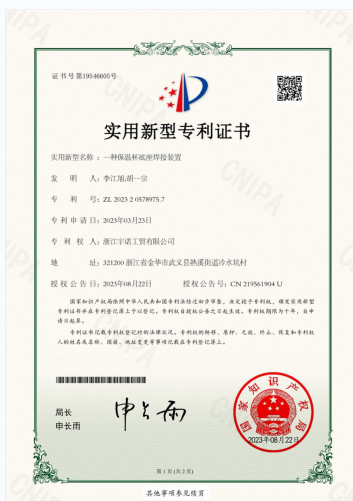 证书号第19546605号
实用新型专利证书
实用新型名称：一种保温杯底座焊接装置
发 明 人：李江旭;胡一宗
专 利 号：ZL 2023 2 0578975.7
专利申请日：2023年03月23日
专 利 权 人：浙江宇诺工贸有限公司
地 址：321200 浙江省金华市武义县熟溪街道冷水坑村
授权公告日：2023年08月22日 授权公告号：CN 219561904 U
国家知识产权局依照中华人民共和国专利法经过初步审查，决定授予专利权，颁发实用新型
专利证书并在专利登记簿上予以登记。专利权自授权公告之日起生效。专利权期限为十年，自申
请日起算。
专利证书记载专利权登记时的法律状况。专利权的转移、质押、无效、终止、恢复和专利权
人的姓名或名称、国籍、地址变更等事项记载在专利登记簿上。
局长
申长雨
申长雨
国家知识产权局
2023年08月22日
第 1 页 (共 2 页)
其他事项参见续页
CNIPA